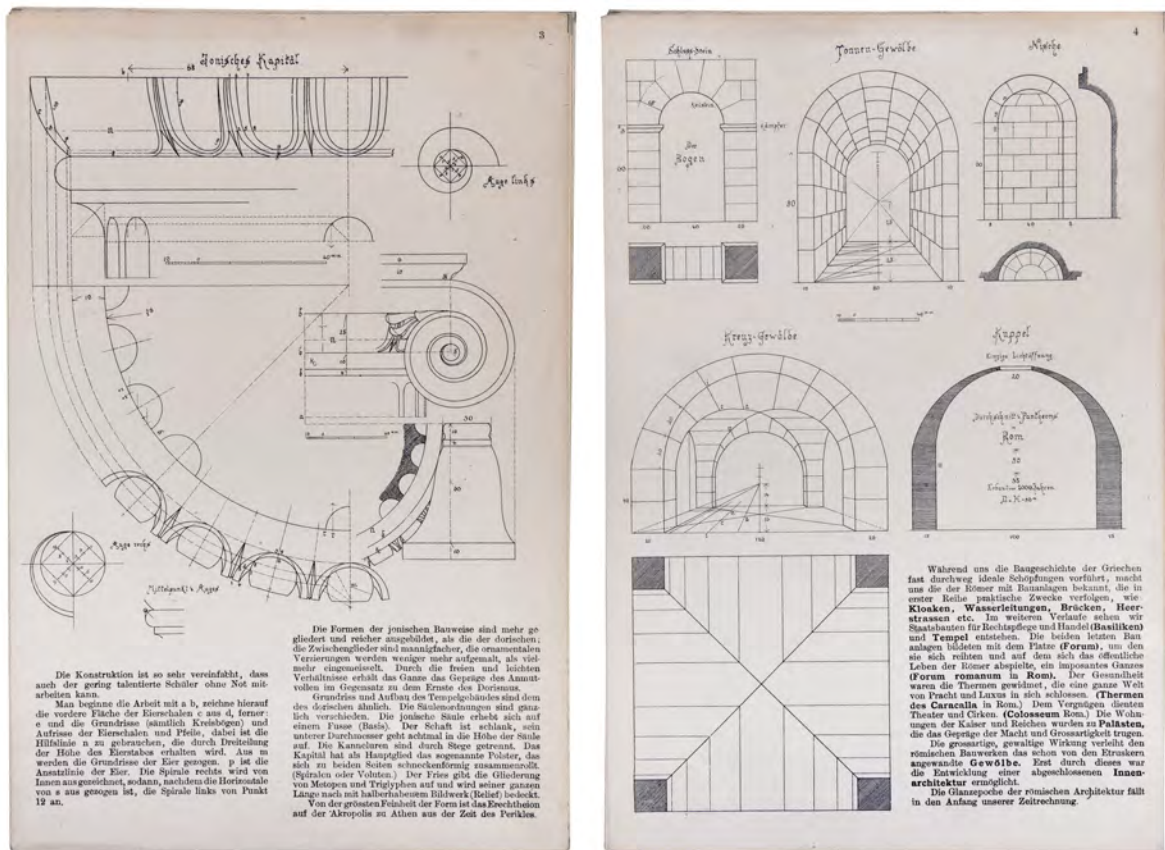 3
Jonisches Kapital
68
Auge links
Auge rechts
Mittelpunkt d. Auges
Die Konstruktion ist so sehr vereinfacht, dass
auch der gering talentierte Schüler ohne Not mit-
arbeiten kann.
Man beginne die Arbeit mit a b, zeichne hierauf
die vordere Fläche der Eierschalen c aus d, ferner:
e und die Grundrisse (sämtlich Kreisbögen) und
Aufrisse der Eierschalen und Pfeile, dabei ist die
Hilfslinie n zu gebrauchen, die durch Dreiteilung
der Höhe des Eierstabes erhalten wird. Aus m
werden die Grundrisse der Eier gezogen. p ist die
Ansatzlinie der Eier. Die Spirale rechts wird von
Innen ausgezeichnet, sodann, nachdem die Horizontale
von s aus gezogen ist, die Spirale links von Punkt
12 an.
Die Formen der jonischen Bauweise sind mehr ge
gliedert und reicher ausgebildet, als die der dorischen;
die Zwischenglieder sind mannigfacher, die ornamentalen
Verzierungen werden weniger mehr aufgemalt, als viel-
mehr eingemeisselt. Durch die freien und leichten
Verhältnisse erhält das Ganze das Gepräge des Anmut-
vollen im Gegensatz zu dem Ernste des Dorismus.
Grundriss und Aufbau des Tempelgebäudes sind dem
des dorischen ähnlich. Die Säulenordnungen sind gänz-
lich verschieden. Die jonische Säule erhebt sich auf
einem Fusse (Basis). Der Schaft ist schlank, sein
unterer Durchmesser geht achtmal in die Höhe der Säule
auf. Die Kanneluren sind durch Stege getrennt. Das
Kapitäl hat als Hauptglied das sogenannte Polster, das
sich zu beiden Seiten schneckenförmig zusammenrollt.
(Spiralen oder Voluten.) Der Fries gibt die Gliederung
von Metopen und Triglyphen auf und wird seiner ganzen
Länge nach mit halberhabenem Bildwerk (Relief) bedeckt.
Von der grössten Feinheit der Form ist das Erechtheion
auf der Akropolis zu Athen aus der Zeit des Perikles.
4
Schluss-Stein
Kämpfer
Der
Bogen
Tonnen-Gewölbe
Nische
Kreuz-Gewölbe
Kuppel
Einzige Lichtöffnung
Durchschnitt d. Pantheons
in
Rom
Erbaut vor 2000 Jahren
Während uns die Baugeschichte der Griechen
fast durchweg ideale Schöpfungen vorführt, macht
uns die der Römer mit Bauanlagen bekannt, die in
erster Reihe praktische Zwecke verfolgen, wie
Kloaken, Wasserleitungen, Brücken, Heer-
strassen etc. Im weiteren Verlaufe sehen wir
Staatsbauten für Rechtspflege und Handel (Basiliken)
und Tempel entstehen. Die beiden letzten Bau
anlagen bildeten mit dem Platze (Forum), um den
sie sich reihten und auf dem sich das öffentliche
Leben der Römer abspielte, ein imposantes Ganzes
(Forum romanum in Rom). Der Gesundheit
waren die Thermen gewidmet, die eine ganze Welt
von Pracht und Luxus in sich schlossen. (Thermen
des Caracalla in Rom.) Dem Vergnügen dienten
Theater und Cirken. (Colosseum Rom.) Die Wohn-
ungen der Kaiser und Reichen wurden zu Palästen,
die das Gepräge der Macht und Grossartigkeit trugen.
Die grossartige, gewaltige Wirkung verleiht den
römischen Bauwerken das schon von den Etruskern
angewandte Gewölbe. Erst durch dieses war
die Entwicklung einer abgeschlossenen Innen-
architektur ermöglicht.
Die Glanzepoche der römischen Architektur fällt
in den Anfang unserer Zeitrechnung.